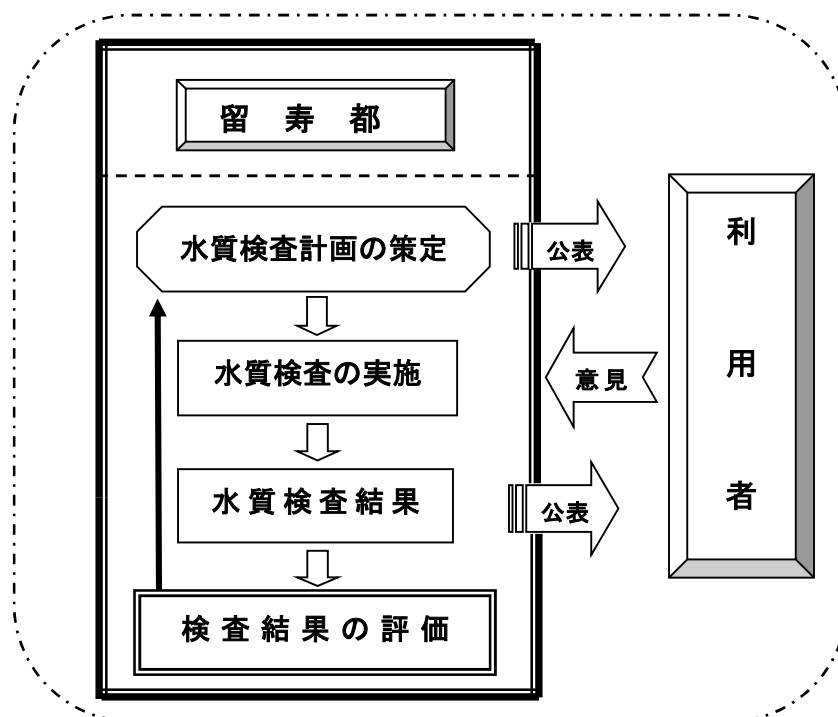 留寿都
水質検査計画の策定
公表
水質検査の実施
意見
水質検査結果
公表
検査結果の評価
利用者